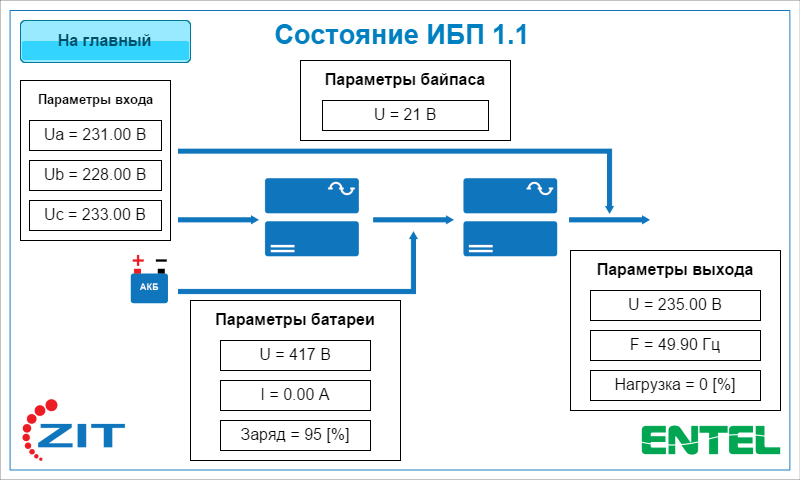 На главный
Состояние ИБП 1.1
Параметры байпаса
U = 21 В
Параметры входа
Ua = 231.00 В
Ub = 228.00 В
Uc = 233.00 В
+ −
АКБ
Параметры батареи
U = 417 В
I = 0.00 А
Заряд = 95 [%]
Параметры выхода
U = 235.00 В
F = 49.90 Гц
Нагрузка = 0 [%]
ZIT
ENTEL